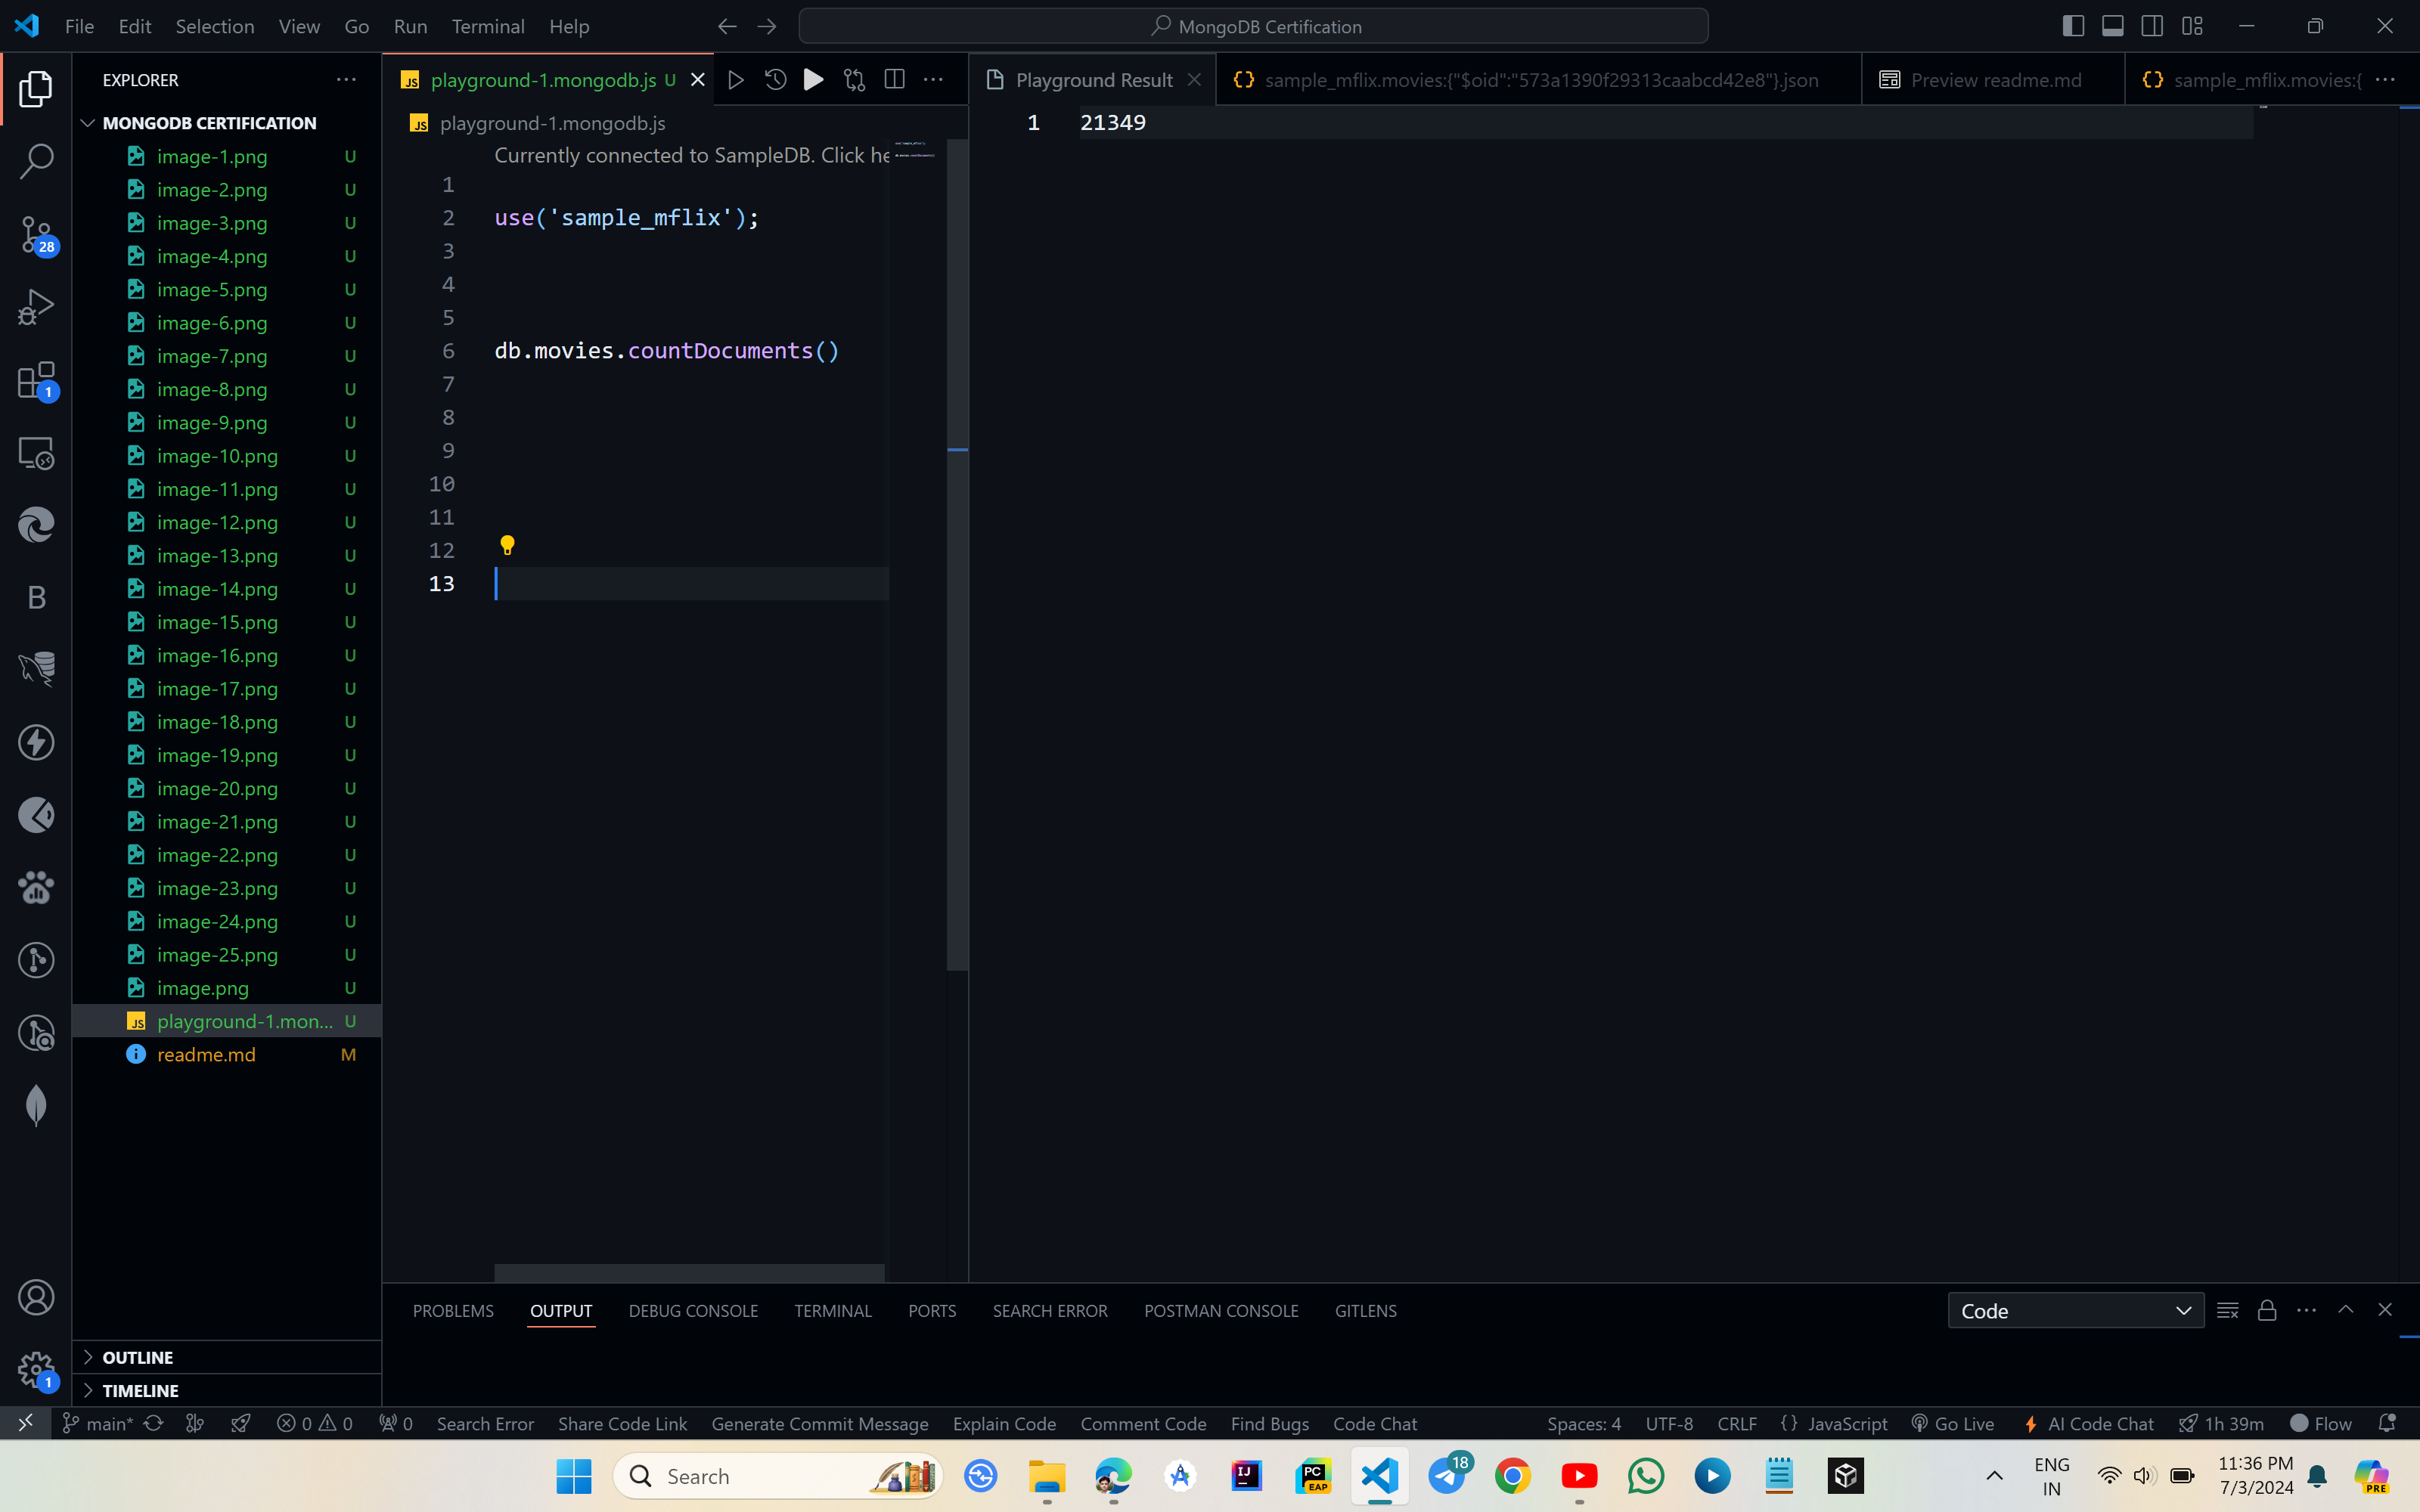 File Edit Selection View Go Run Terminal Help
MongoDB Certification
EXPLORER
MONGODB CERTIFICATION
image-1.png U
image-2.png U
image-3.png U
image-4.png U
image-5.png U
image-6.png U
image-7.png U
image-8.png U
image-9.png U
image-10.png U
image-11.png U
image-12.png U
image-13.png U
image-14.png U
image-15.png U
image-16.png U
image-17.png U
image-18.png U
image-19.png U
image-20.png U
image-21.png U
image-22.png U
image-23.png U
image-24.png U
image-25.png U
image.png U
JS playground-1.mon... U
readme.md M
OUTLINE
TIMELINE
28
1
B
1
JS playground-1.mongodb.js U
JS playground-1.mongodb.js
Currently connected to SampleDB. Click he
1
2 use('sample_mflix');
3
4
5
6 db.movies.countDocuments()
7
8
9
10
11
12
13
Playground Result
{} sample_mflix.movies:{"$oid":"573a1390f29313caabcd42e8"}.json
Preview readme.md
{} sample_mflix.movies:{
1 21349
PROBLEMS OUTPUT DEBUG CONSOLE TERMINAL PORTS SEARCH ERROR POSTMAN CONSOLE GITLENS
Code
main* 0 0 0 Search Error Share Code Link Generate Commit Message Explain Code Comment Code Find Bugs Code Chat
Spaces: 4 UTF-8 CRLF {} JavaScript Go Live AI Code Chat 1h 39m Flow
Search
IJ
PC
EAP
18
ENG
IN
11:36 PM
7/3/2024
PRE